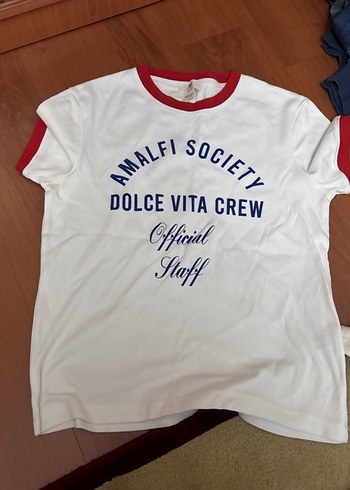 AMALFI SOCIETY
DOLCE VITA CREW
Official
Staff